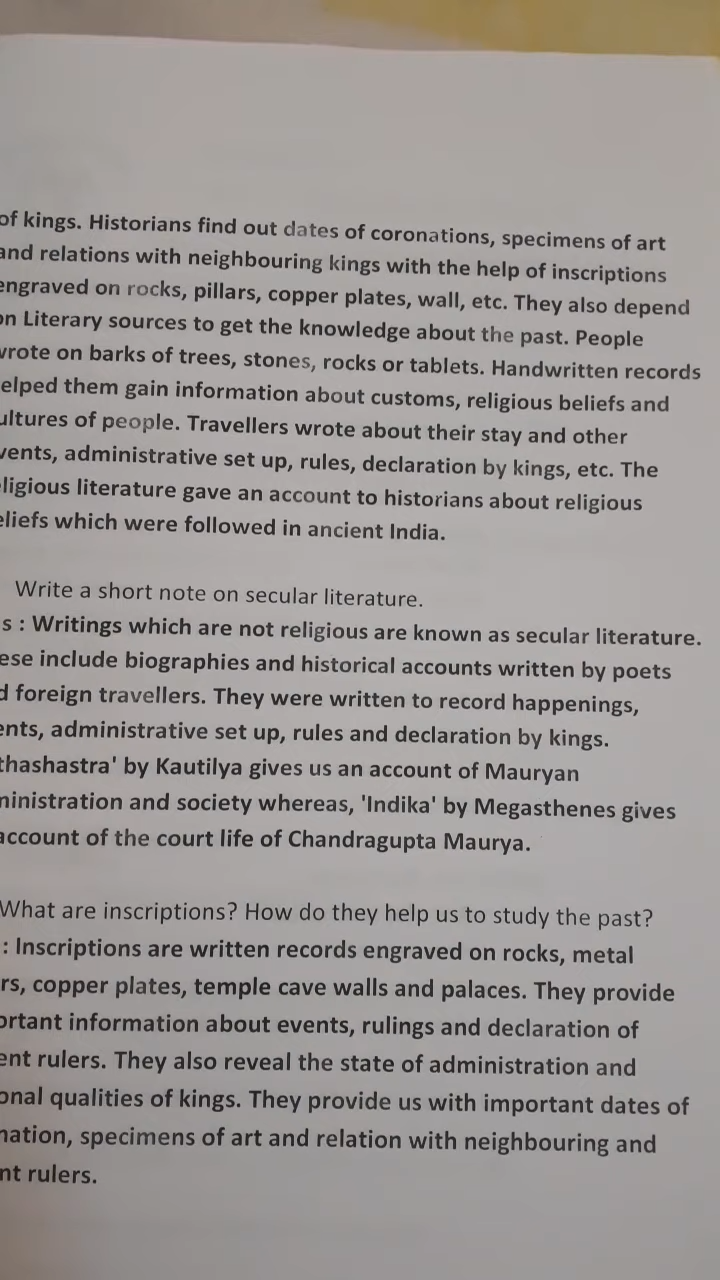 of kings. Historians find out dates of coronations, specimens of art
and relations with neighbouring kings with the help of inscriptions
engraved on rocks, pillars, copper plates, wall, etc. They also depend
on Literary sources to get the knowledge about the past. People
wrote on barks of trees, stones, rocks or tablets. Handwritten records
elped them gain information about customs, religious beliefs and
ultures of people. Travellers wrote about their stay and other
vents, administrative set up, rules, declaration by kings, etc. The
eligious literature gave an account to historians about religious
eliefs which were followed in ancient India.
Write a short note on secular literature.
s : Writings which are not religious are known as secular literature.
ese include biographies and historical accounts written by poets
d foreign travellers. They were written to record happenings,
ents, administrative set up, rules and declaration by kings.
thashastra' by Kautilya gives us an account of Mauryan
ministration and society whereas, 'Indika' by Megasthenes gives
account of the court life of Chandragupta Maurya.
What are inscriptions? How do they help us to study the past?
: Inscriptions are written records engraved on rocks, metal
rs, copper plates, temple cave walls and palaces. They provide
ortant information about events, rulings and declaration of
ent rulers. They also reveal the state of administration and
onal qualities of kings. They provide us with important dates of
nation, specimens of art and relation with neighbouring and
nt rulers.